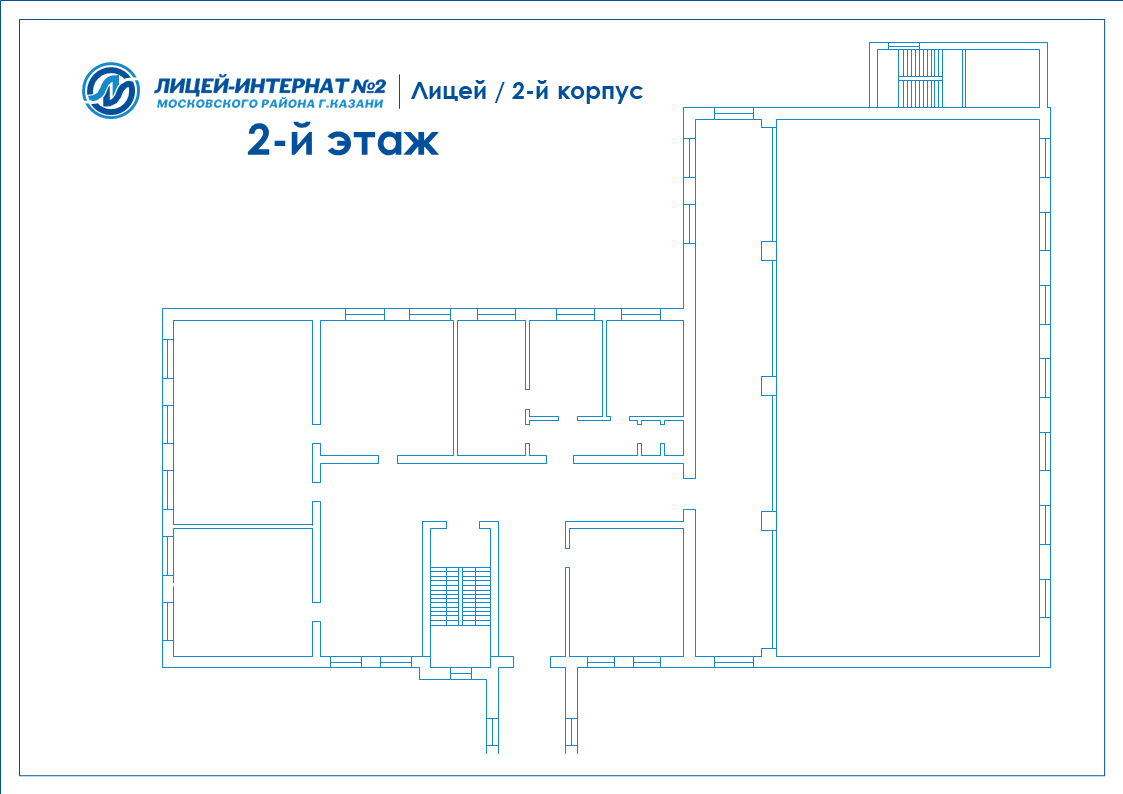 ЛИЦЕЙ-ИНТЕРНАТ №2
МОСКОВСКОГО РАЙОНА Г.КАЗАНИ
Лицей / 2-й корпус
2-й этаж